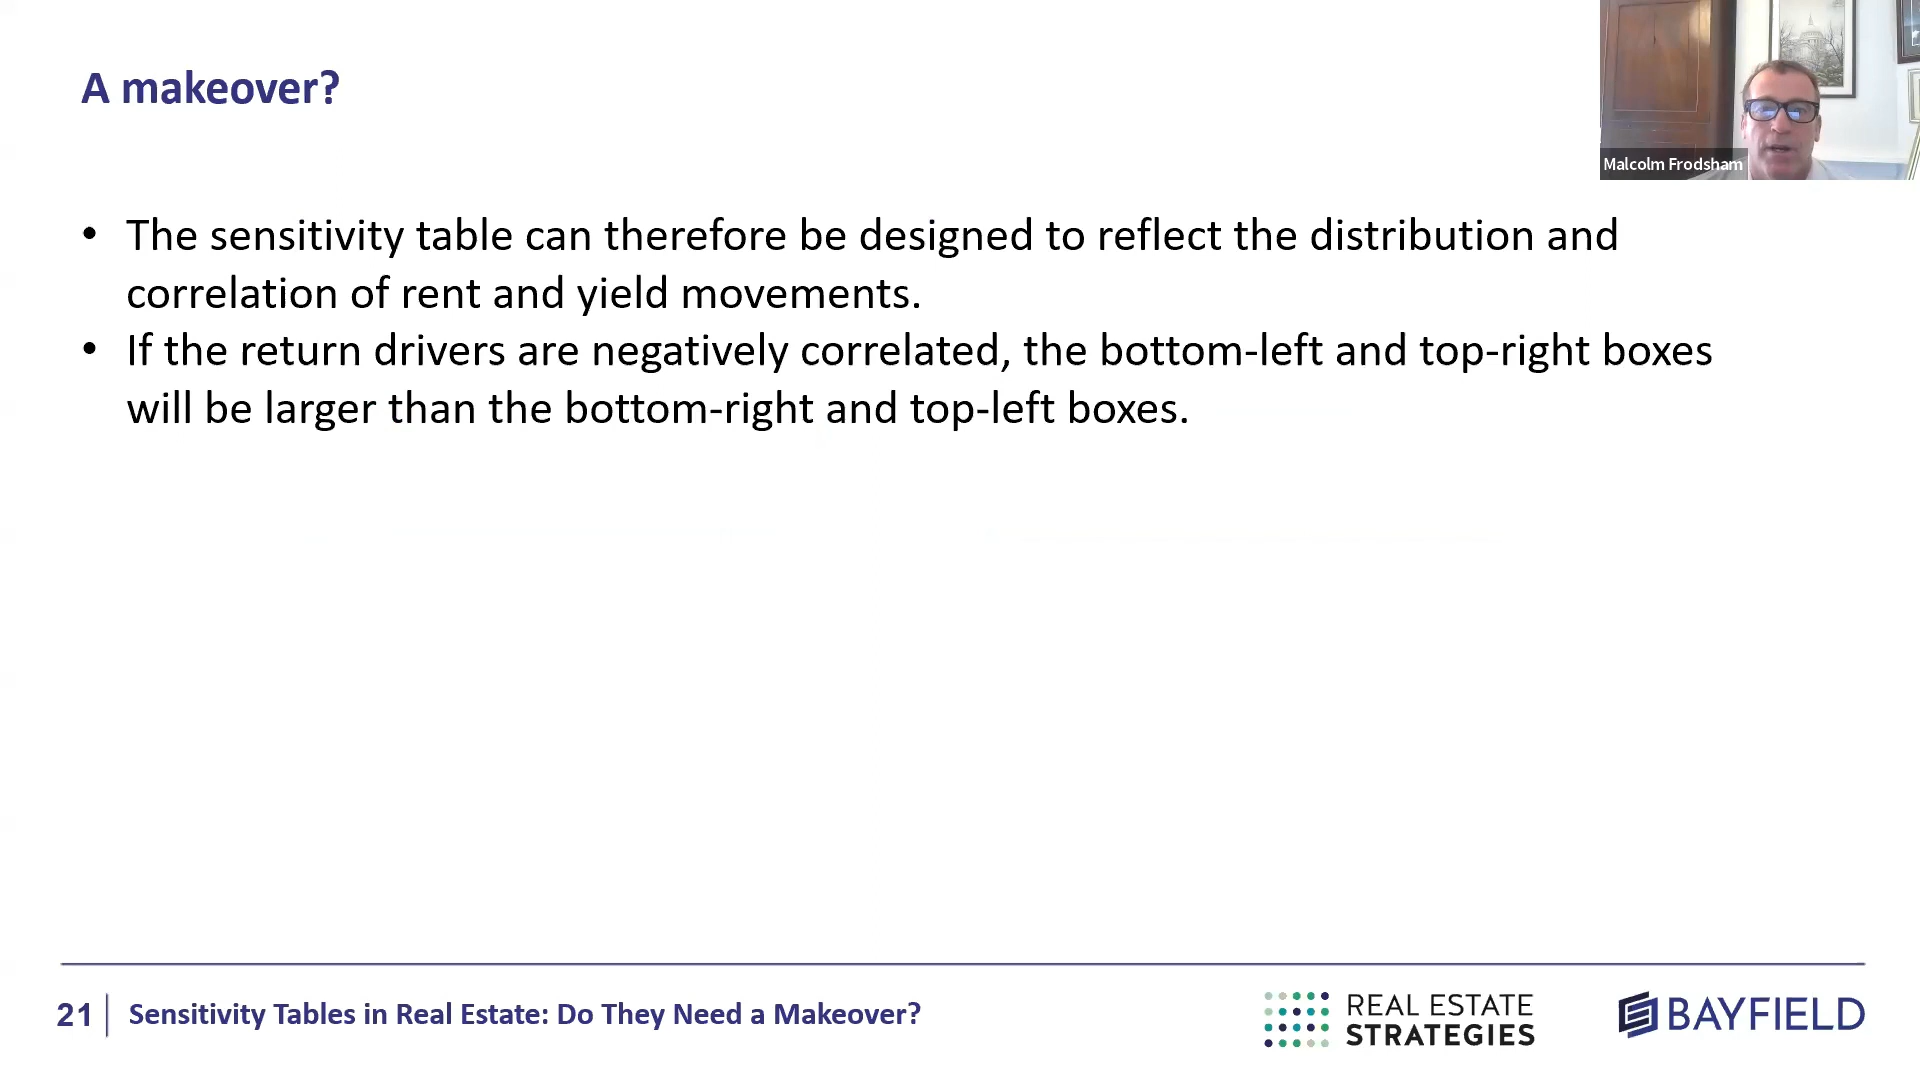 A makeover?
Malcolm Frodsham
• The sensitivity table can therefore be designed to reflect the distribution and
correlation of rent and yield movements.
• If the return drivers are negatively correlated, the bottom-left and top-right boxes
will be larger than the bottom-right and top-left boxes.
21
Sensitivity Tables in Real Estate: Do They Need a Makeover?
REAL ESTATE
STRATEGIES
BAYFIELD